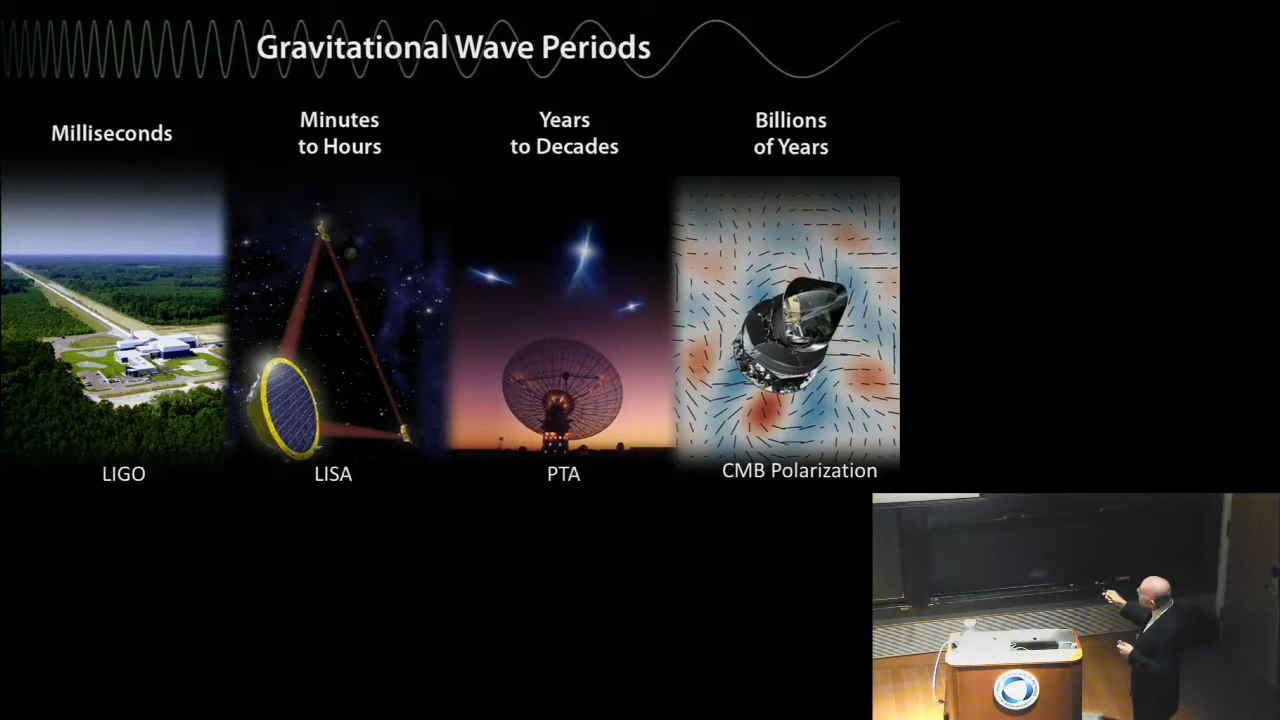 Gravitational Wave Periods
Milliseconds
Minutes
to Hours
Years
to Decades
Billions
of Years
LIGO
LISA
PTA
CMB Polarization